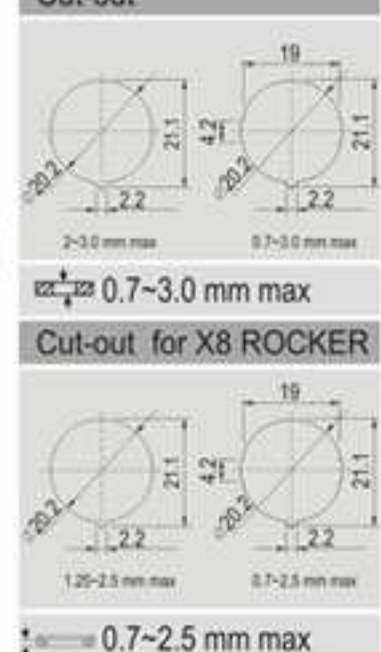 Cut-out
19
21.1
4.2
21.1
⌀20.2
2.2
⌀20.2
2.2
2~3.0 mm max
0.7~3.0 mm max
0.7~3.0 mm max
Cut-out for X8 ROCKER
19
21.1
4.2
21.1
⌀20.2
2.2
⌀20.2
2.2
1.25~2.5 mm max
0.7~2.5 mm max
0.7~2.5 mm max